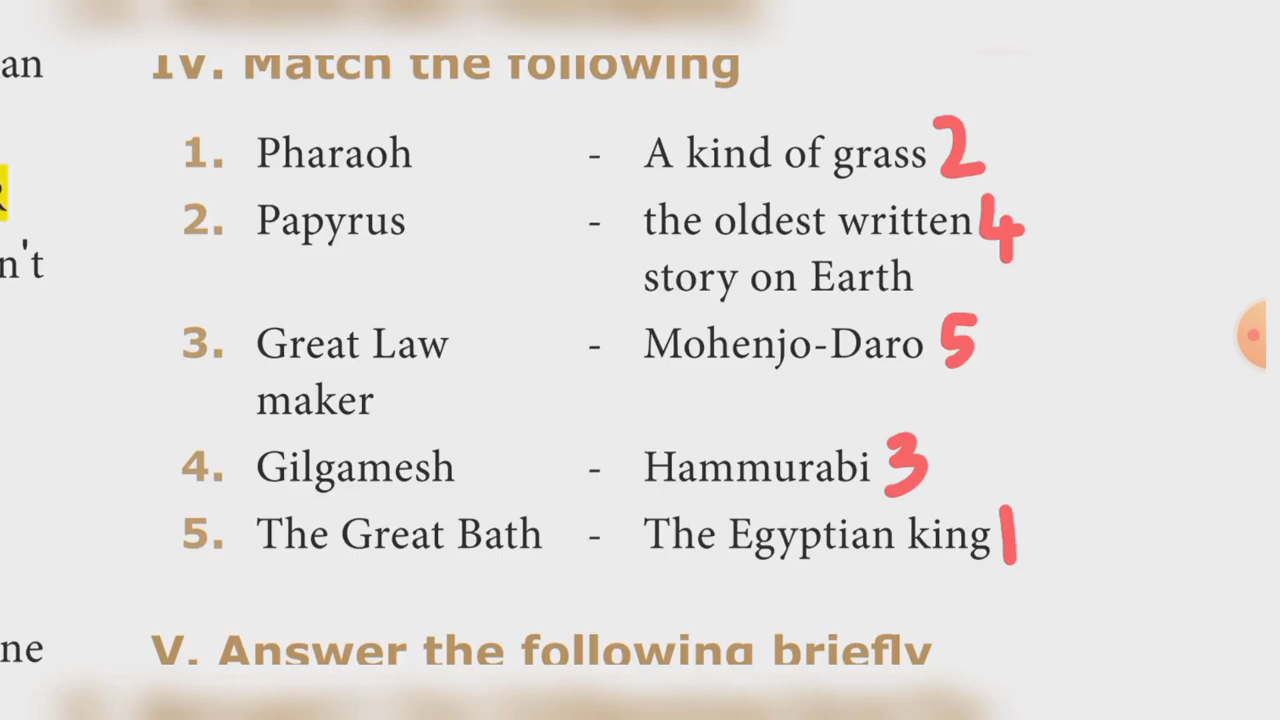 an
IV. Match the following
1. Pharaoh - A kind of grass 2
2. Papyrus - the oldest written 4
story on Earth
n't
3. Great Law - Mohenjo-Daro 5
maker
4. Gilgamesh - Hammurabi 3
5. The Great Bath - The Egyptian king 1
ne
V. Answer the following briefly